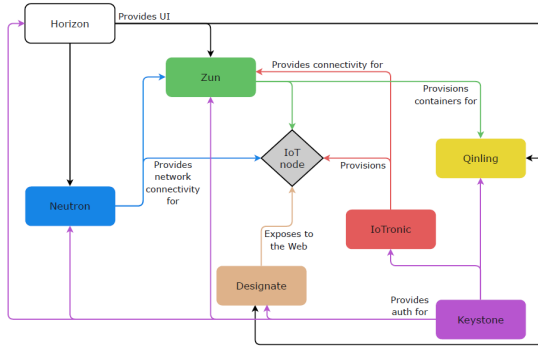 Horizon
Provides UI
Zun
Provides connectivity for
Provisions
containers for
IoT
node
Provides
network
connectivity
for
Provisions
Qinling
Neutron
IoTronic
Exposes to
the Web
Designate
Provides
auth for
Keystone